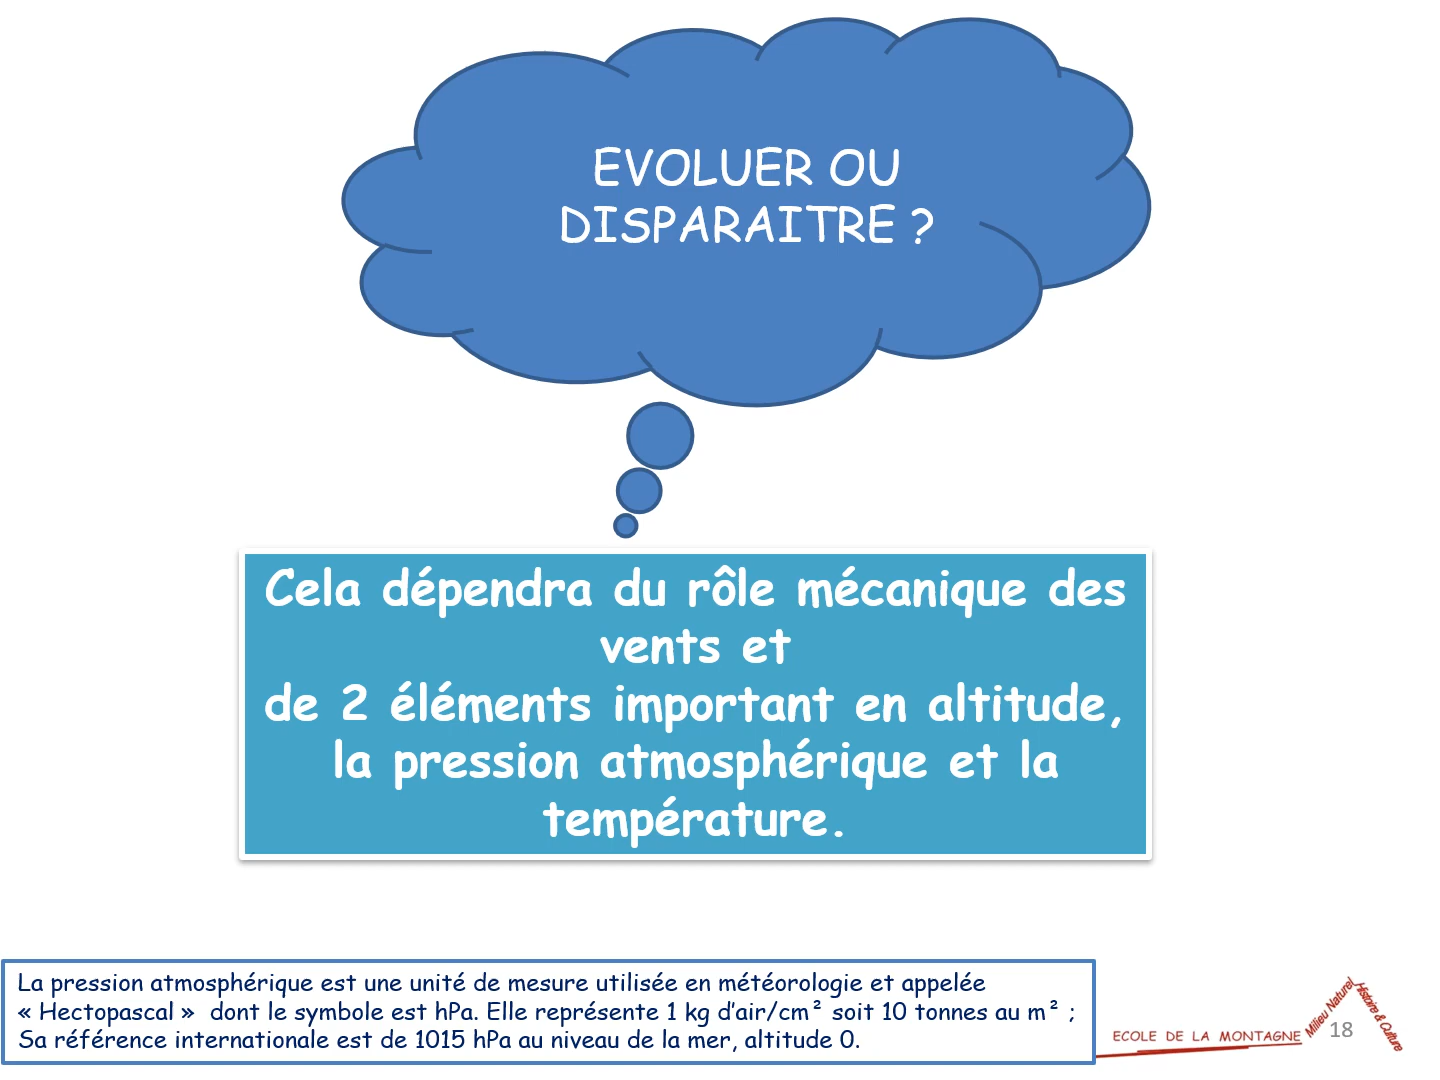 EVOLUER OU
DISPARAITRE ?
Cela dépendra du rôle mécanique des
vents et
de 2 éléments important en altitude,
la pression atmosphérique et la
température.
La pression atmosphérique est une unité de mesure utilisée en météorologie et appelée
« Hectopascal »  dont le symbole est hPa. Elle représente 1 kg d’air/cm² soit 10 tonnes au m² ;
Sa référence internationale est de 1015 hPa au niveau de la mer, altitude 0.
ECOLE DE LA MONTAGNE
Milieu Naturel
Histoire & Culture
18